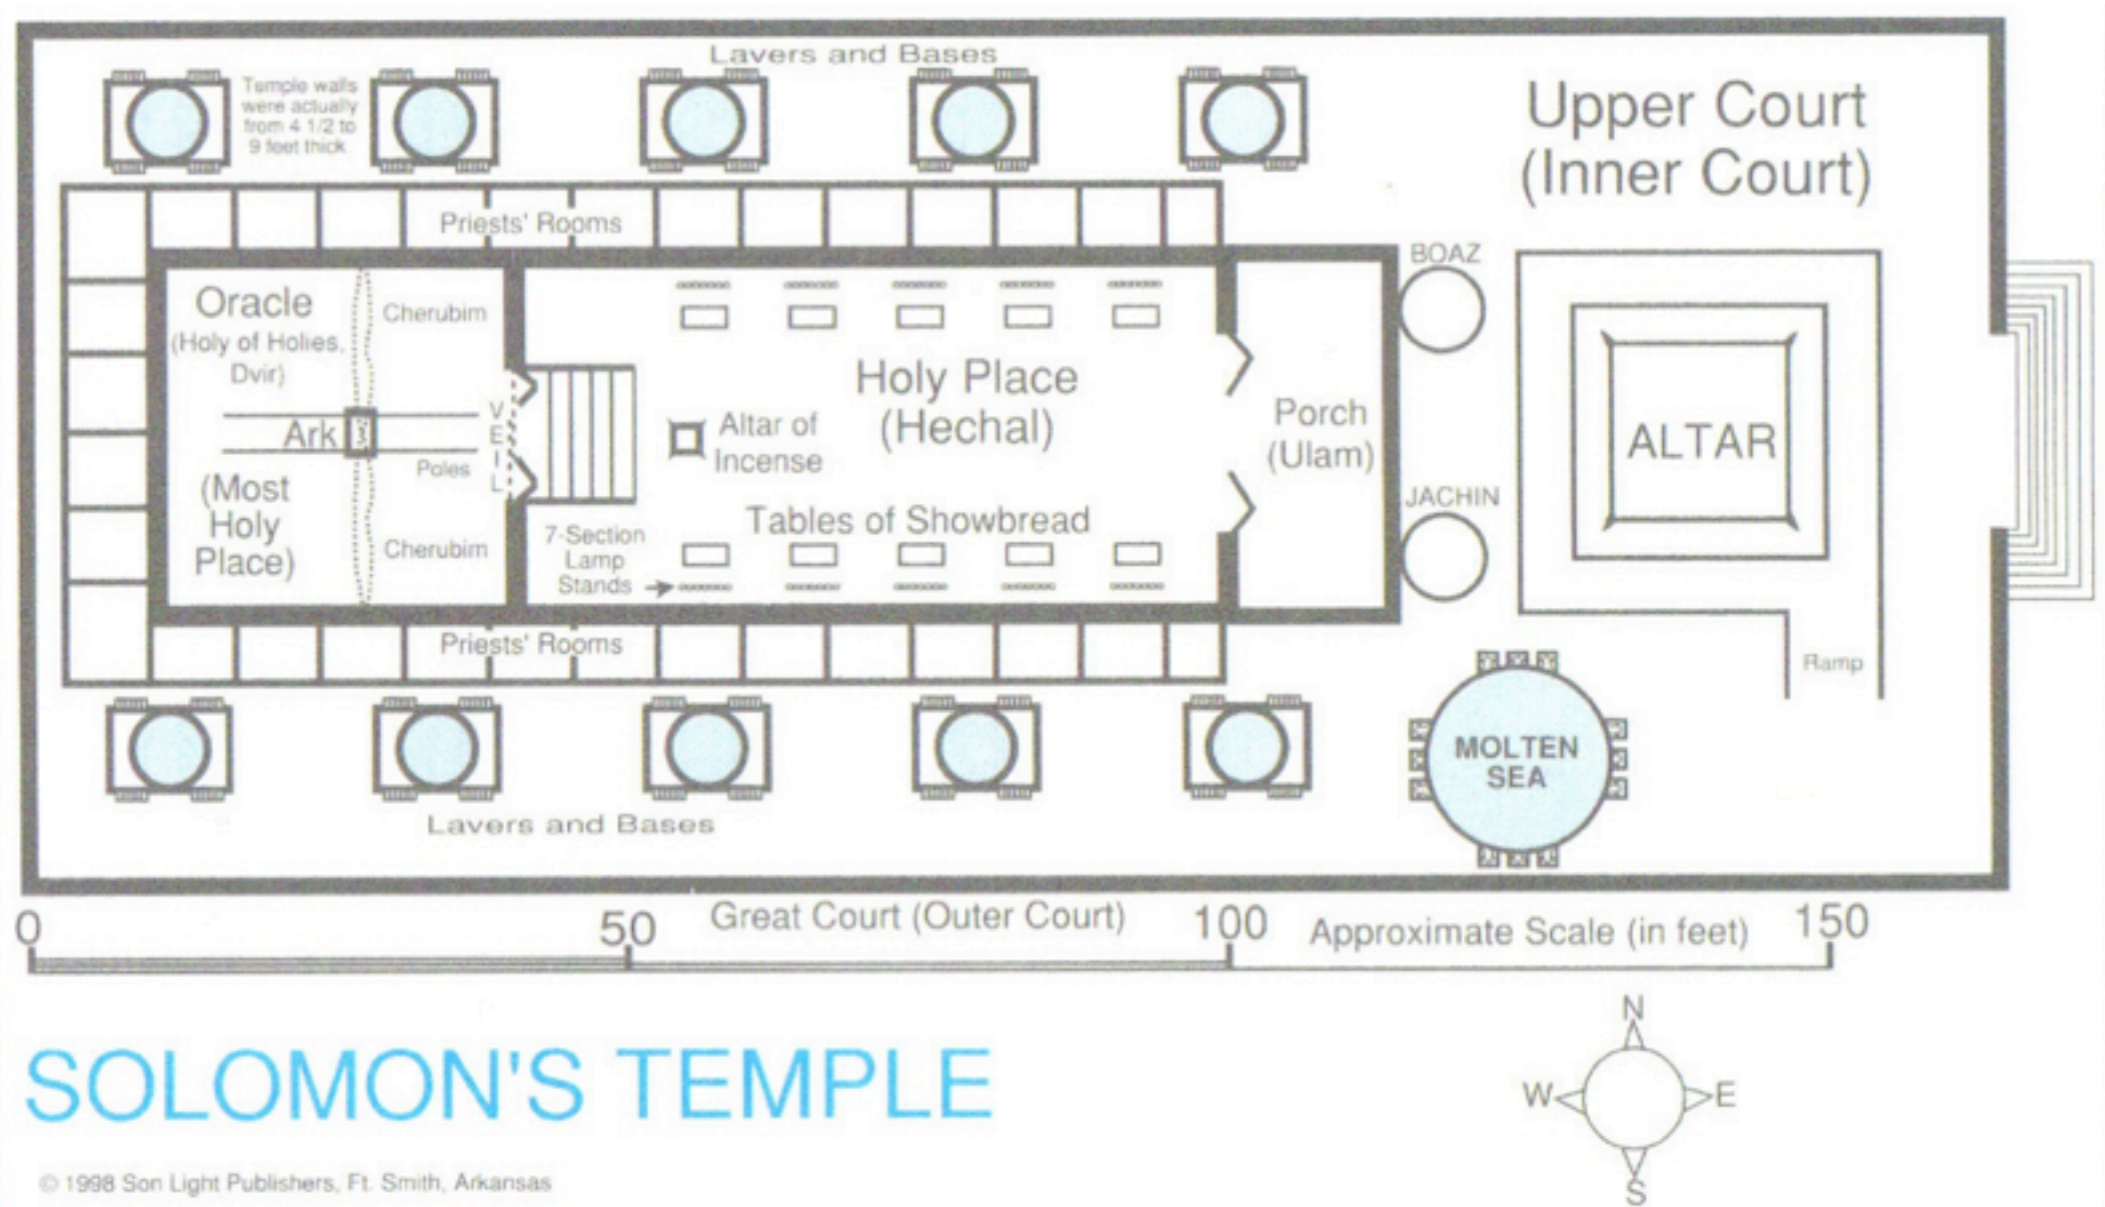 Lavers and Bases
Temple walls
were actually
from 4 1/2 to
9 feet thick
Upper Court
(Inner Court)
Priests' Rooms
BOAZ
Oracle
(Holy of Holies,
Dvir)
Cherubim
Ark
Poles
VEIL
(Most
Holy
Place)
Cherubim
Altar of
Incense
Holy Place
(Hechal)
Tables of Showbread
7-Section
Lamp
Stands
Porch
(Ulam)
JACHIN
ALTAR
Ramp
Priests' Rooms
MOLTEN
SEA
Lavers and Bases
0 50 Great Court (Outer Court) 100 Approximate Scale (in feet) 150
N
W E
S
SOLOMON'S TEMPLE
© 1998 Son Light Publishers, Ft. Smith, Arkansas